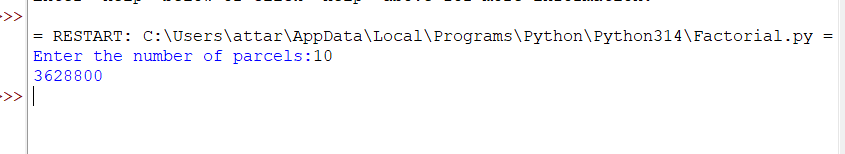 >>>
= RESTART: C:\Users\attar\AppData\Local\Programs\Python\Python314\Factorial.py =
Enter the number of parcels:10
3628800
>>>